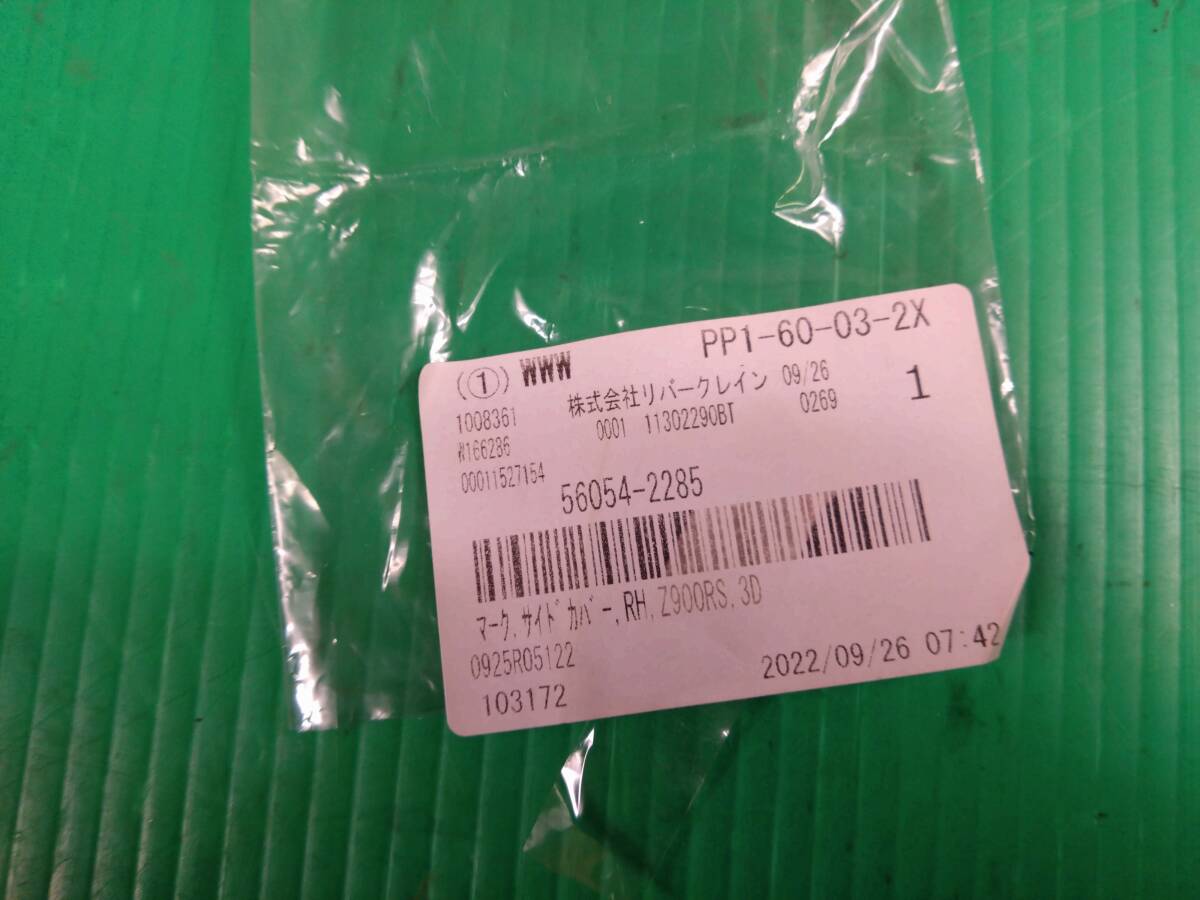 (①) WWW PP1-60-03-2X
1008361 株式会社リバークレイン 09/26 1
W166286 0001 11302290BT 0269
00011527154
56054-2285
マーク,サイドカバー,RH,Z900RS,3D
0925R05122
103172 2022/09/26 07:42